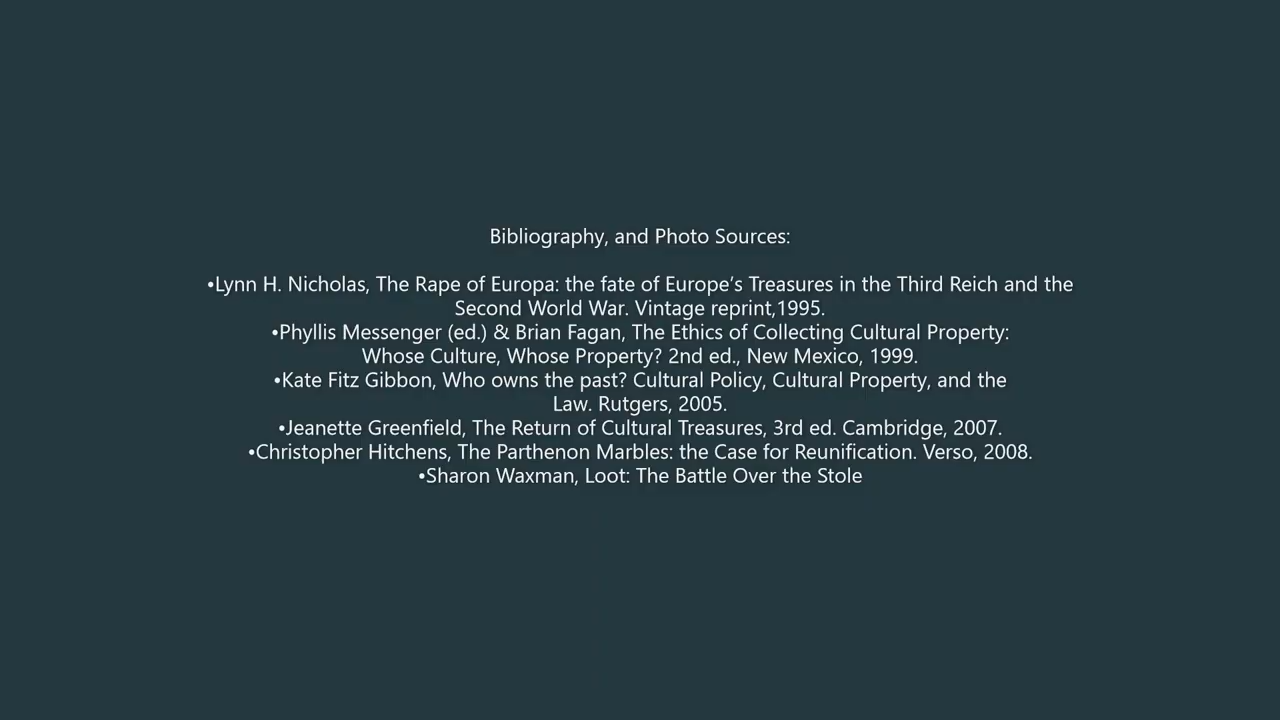 Bibliography, and Photo Sources:
•Lynn H. Nicholas, The Rape of Europa: the fate of Europe’s Treasures in the Third Reich and the
Second World War. Vintage reprint,1995.
•Phyllis Messenger (ed.) & Brian Fagan, The Ethics of Collecting Cultural Property:
Whose Culture, Whose Property? 2nd ed., New Mexico, 1999.
•Kate Fitz Gibbon, Who owns the past? Cultural Policy, Cultural Property, and the
Law. Rutgers, 2005.
•Jeanette Greenfield, The Return of Cultural Treasures, 3rd ed. Cambridge, 2007.
•Christopher Hitchens, The Parthenon Marbles: the Case for Reunification. Verso, 2008.
•Sharon Waxman, Loot: The Battle Over the Stole